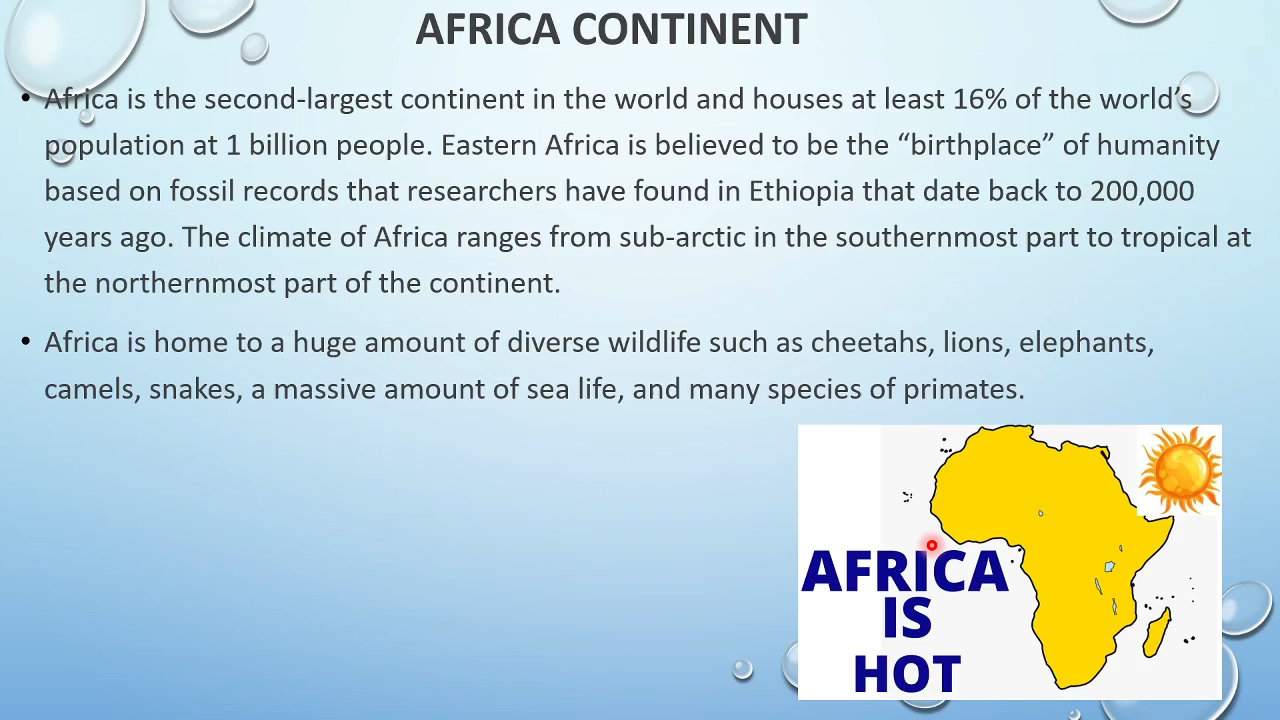 AFRICA CONTINENT
• Africa is the second-largest continent in the world and houses at least 16% of the world’s
population at 1 billion people. Eastern Africa is believed to be the “birthplace” of humanity
based on fossil records that researchers have found in Ethiopia that date back to 200,000
years ago. The climate of Africa ranges from sub-arctic in the southernmost part to tropical at
the northernmost part of the continent.
• Africa is home to a huge amount of diverse wildlife such as cheetahs, lions, elephants,
camels, snakes, a massive amount of sea life, and many species of primates.
AFRICA
IS
HOT